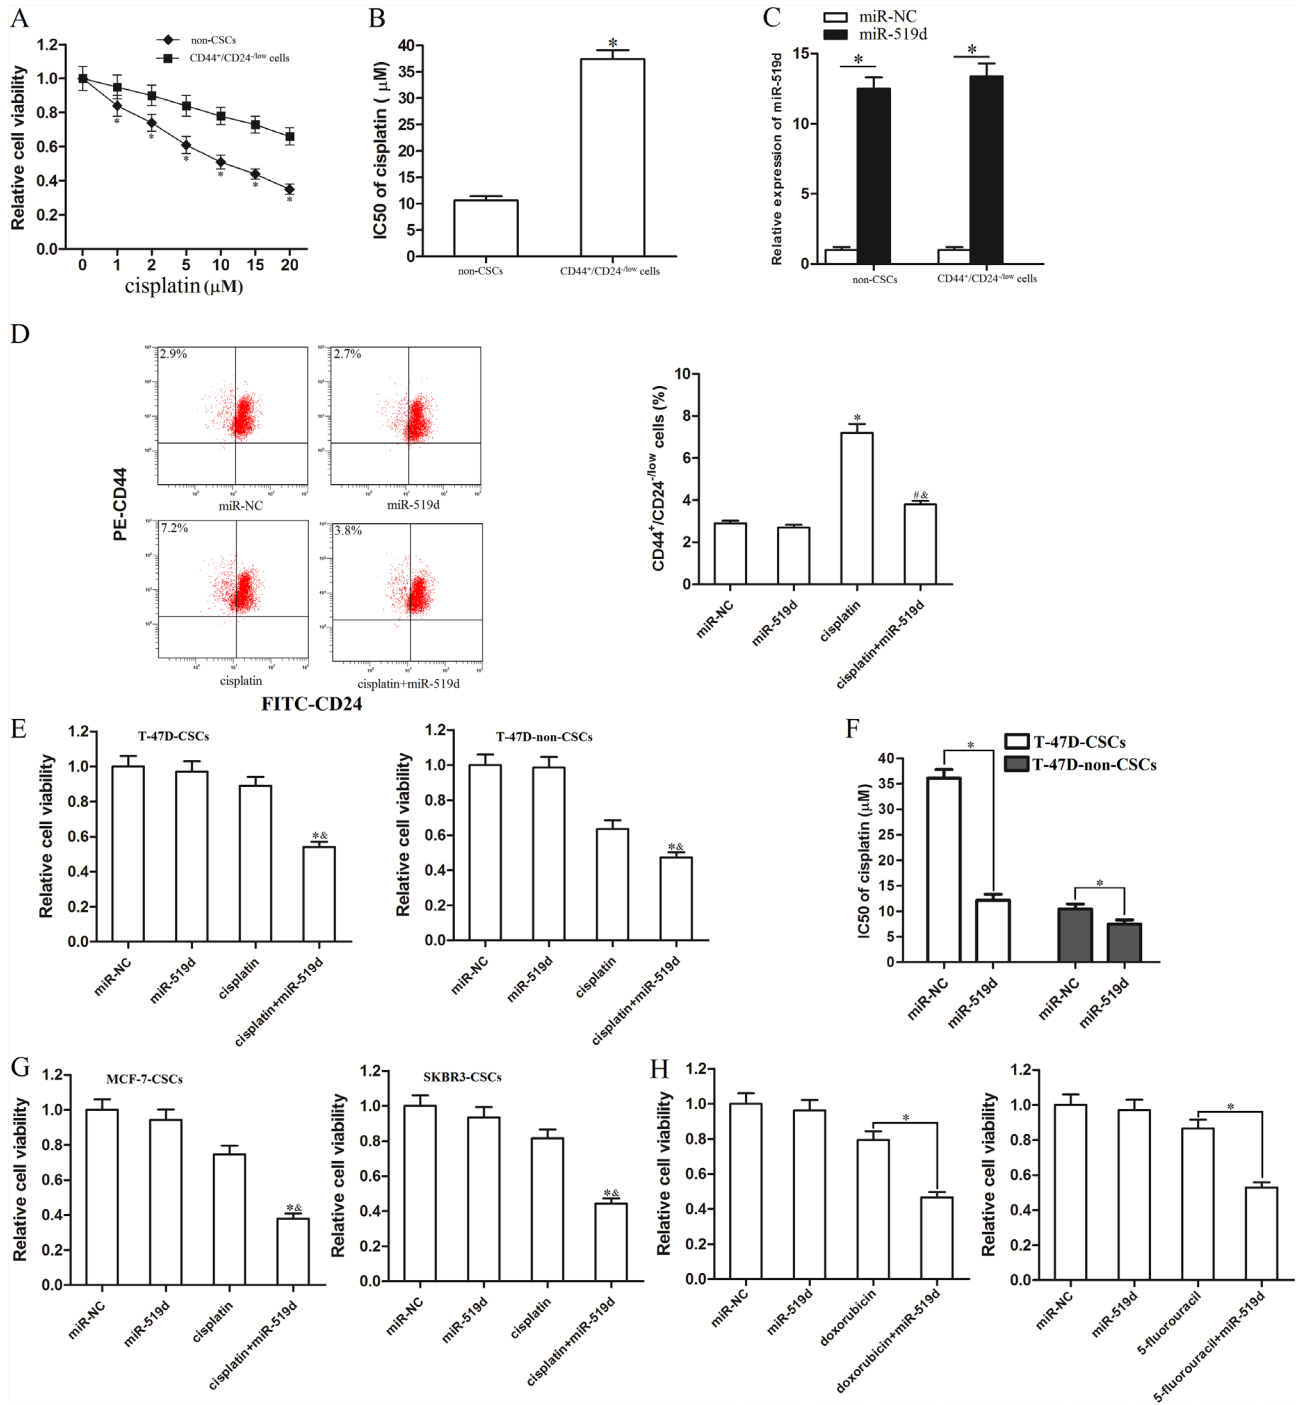 A
non-CSCs
CD44+/CD24-/low cells
Relative cell viability
1.2
1.0
0.8
0.6
0.4
0.2
0.0
* * * * * *
0 1 2 5 10 15 20
cisplatin (μM)
B
IC50 of cisplatin ( μM)
40
35
30
25
20
15
10
5
0
*
non-CSCs CD44+/CD24-/low cells
C
miR-NC
miR-519d
Relative expression of miR-519d
15
10
5
0
* *
non-CSCs CD44+/CD24-/low cells
D
PE-CD44
2.9% 2.7%
miR-NC miR-519d
7.2% 3.8%
cisplatin cisplatin+miR-519d
FITC-CD24
CD44+/CD24-/low cells (%)
10
8
6
4
2
0
*
#&
miR-NC miR-519d cisplatin cisplatin+miR-519d
E
T-47D-CSCs
Relative cell viability
1.2
1.0
0.8
0.6
0.4
0.2
0.0
*&
miR-NC miR-519d cisplatin cisplatin+miR-519d
T-47D-non-CSCs
Relative cell viability
1.2
1.0
0.8
0.6
0.4
0.2
0.0
*&
miR-NC miR-519d cisplatin cisplatin+miR-519d
F
T-47D-CSCs
T-47D-non-CSCs
IC50 of cisplatin (μM)
40
35
30
25
20
15
10
5
0
* *
miR-NC miR-519d miR-NC miR-519d
G
MCF-7-CSCs
Relative cell viability
1.2
1.0
0.8
0.6
0.4
0.2
0.0
*&
miR-NC miR-519d cisplatin cisplatin+miR-519d
SKBR3-CSCs
Relative cell viability
1.2
1.0
0.8
0.6
0.4
0.2
0.0
*&
miR-NC miR-519d cisplatin cisplatin+miR-519d
H
Relative cell viability
1.2
1.0
0.8
0.6
0.4
0.2
0.0
*
miR-NC miR-519d doxorubicin doxorubicin+miR-519d
Relative cell viability
1.2
1.0
0.8
0.6
0.4
0.2
0.0
*
miR-NC miR-519d 5-fluorouracil 5-fluorouracil+miR-519d